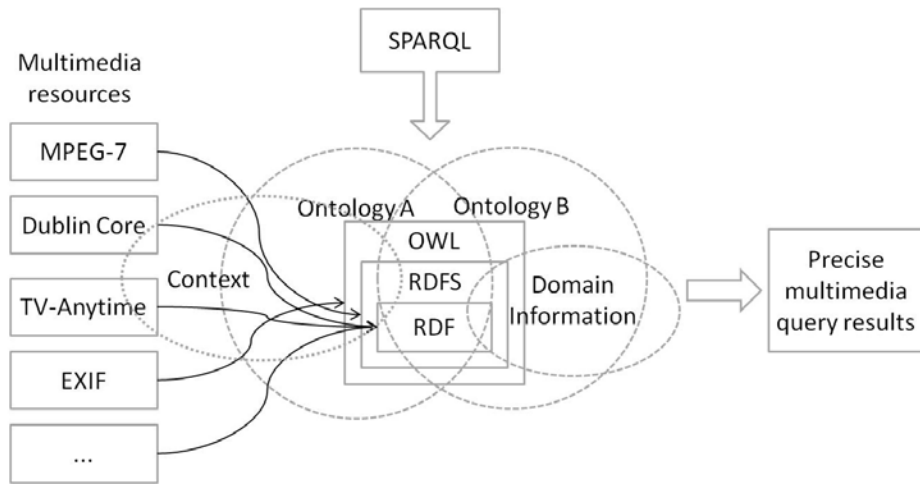 SPARQL
Multimedia
resources
MPEG-7
Dublin Core
TV-Anytime
EXIF
...
Context
Ontology A
Ontology B
OWL
RDFS
RDF
Domain
Information
Precise
multimedia
query results